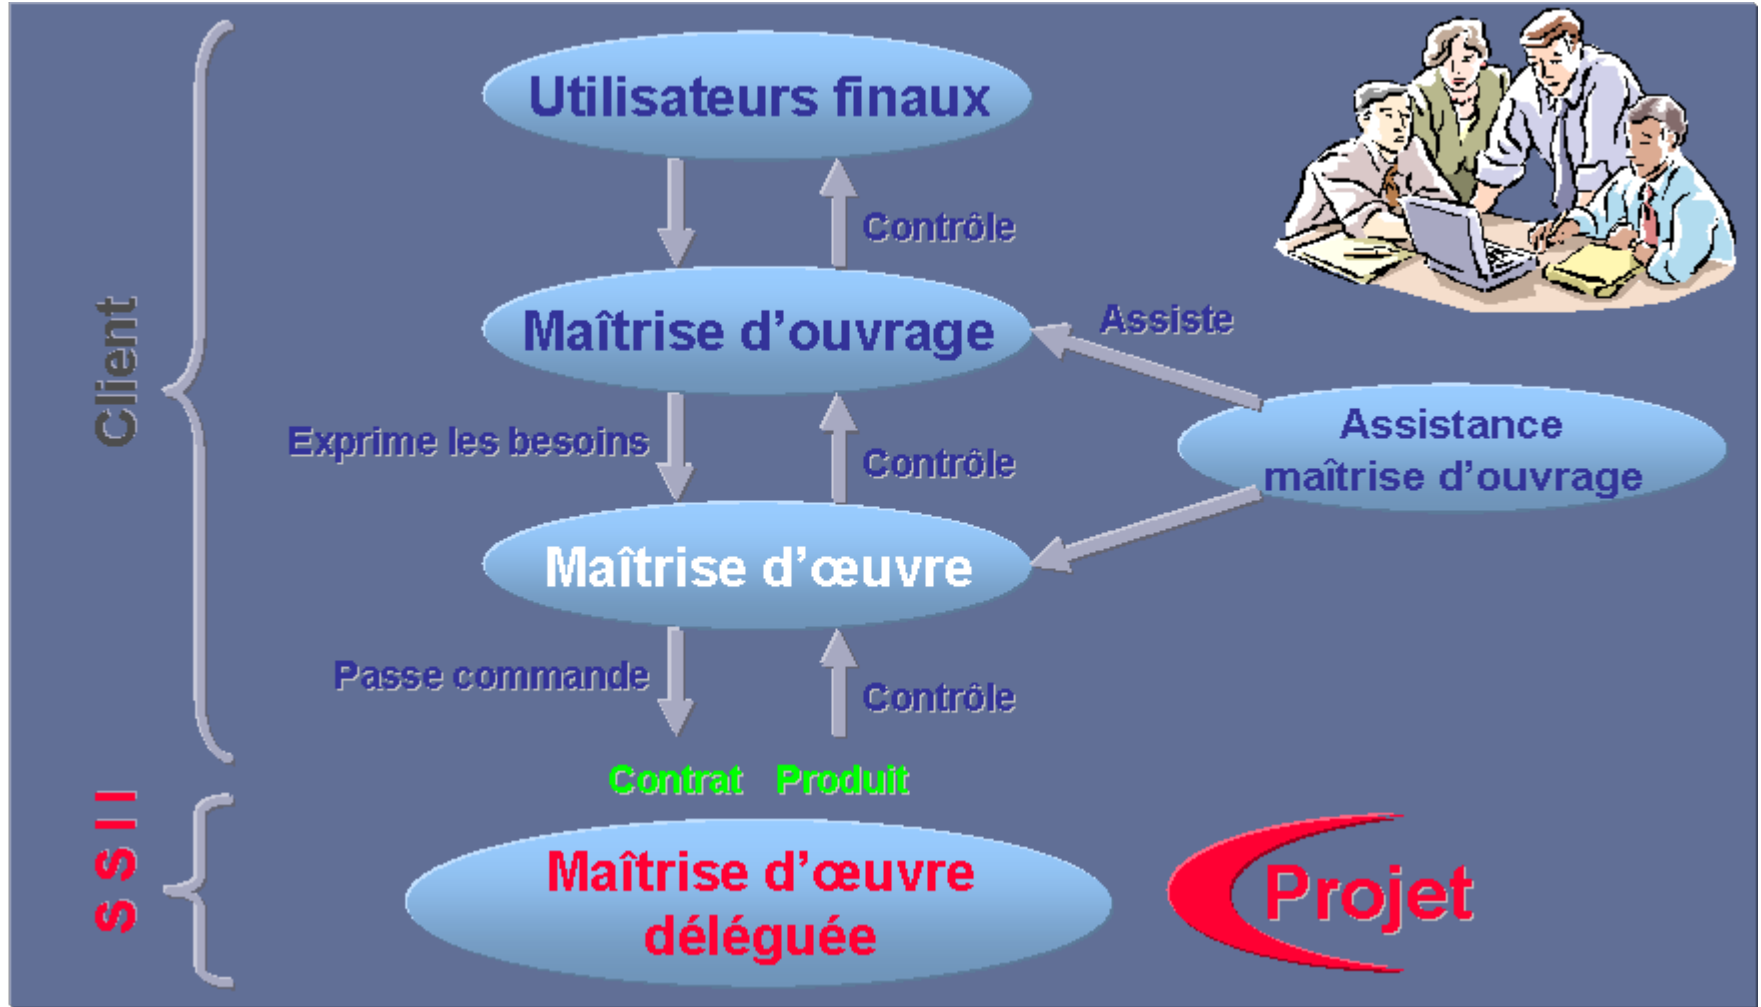 Utilisateurs finaux
Contrôle
Maîtrise d’ouvrage
Assiste
Client
Exprime les besoins
Contrôle
Assistance
maîtrise d’ouvrage
Maîtrise d’œuvre
Passe commande
Contrôle
Contrat Produit
S S I I
Maîtrise d’œuvre
déléguée
Projet